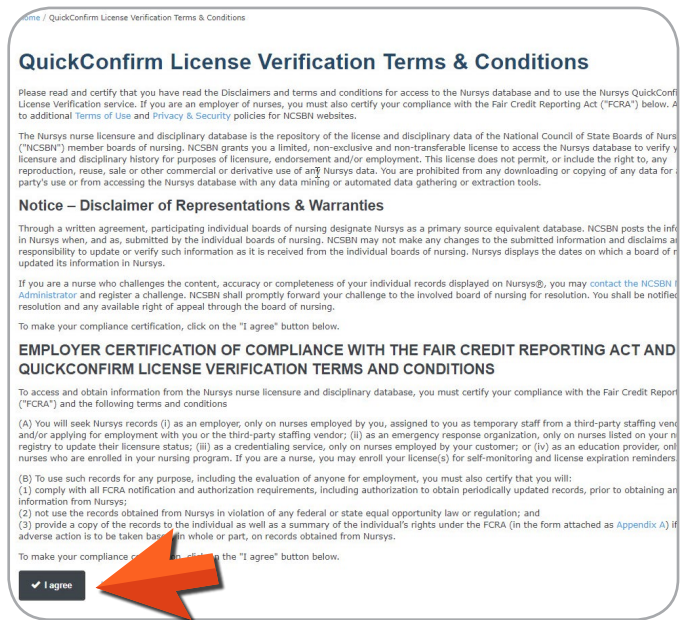 ome / QuickConfirm License Verification Terms & Conditions
QuickConfirm License Verification Terms & Conditions
Please read and certify that you have read the Disclaimers and terms and conditions for access to the Nursys database and to use the Nursys QuickConfi
License Verification service. If you are an employer of nurses, you must also certify your compliance with the Fair Credit Reporting Act ("FCRA") below. A
to additional Terms of Use and Privacy & Security policies for NCSBN websites.
The Nursys nurse licensure and disciplinary database is the repository of the license and disciplinary data of the National Council of State Boards of Nurs
("NCSBN") member boards of nursing. NCSBN grants you a limited, non-exclusive and non-transferable license to access the Nursys database to verify y
licensure and disciplinary history for purposes of licensure, endorsement and/or employment. This license does not permit, or include the right to, any
reproduction, reuse, sale or other commercial or derivative use of any Nursys data. You are prohibited from any downloading or copying of any data for
party's use or from accessing the Nursys database with any data mining or automated data gathering or extraction tools.
Notice – Disclaimer of Representations & Warranties
Through a written agreement, participating individual boards of nursing designate Nursys as a primary source equivalent database. NCSBN posts the info
in Nursys when, and as, submitted by the individual boards of nursing. NCSBN may not make any changes to the submitted information and disclaims a
responsibility to update or verify such information as it is received from the individual boards of nursing. Nursys displays the dates on which a board of n
updated its information in Nursys.
If you are a nurse who challenges the content, accuracy or completeness of your individual records displayed on Nursys®, you may contact the NCSBN
Administrator and register a challenge. NCSBN shall promptly forward your challenge to the involved board of nursing for resolution. You shall be notified
resolution and any available right of appeal through the board of nursing.
To make your compliance certification, click on the "I agree" button below.
EMPLOYER CERTIFICATION OF COMPLIANCE WITH THE FAIR CREDIT REPORTING ACT AND
QUICKCONFIRM LICENSE VERIFICATION TERMS AND CONDITIONS
To access and obtain information from the Nursys nurse licensure and disciplinary database, you must certify your compliance with the Fair Credit Report
("FCRA") and the following terms and conditions
(A) You will seek Nursys records (i) as an employer, only on nurses employed by you, assigned to you as temporary staff from a third-party staffing vend
and/or applying for employment with you or the third-party staffing vendor; (ii) as an emergency response organization, only on nurses listed on your n
registry to update their licensure status; (iii) as a credentialing service, only on nurses employed by your customer; or (iv) as an education provider, onl
nurses who are enrolled in your nursing program. If you are a nurse, you may enroll your license(s) for self-monitoring and license expiration reminders
(B) To use such records for any purpose, including the evaluation of anyone for employment, you must also certify that you will:
(1) comply with all FCRA notification and authorization requirements, including authorization to obtain periodically updated records, prior to obtaining an
information from Nursys;
(2) not use the records obtained from Nursys in violation of any federal or state equal opportunity law or regulation; and
(3) provide a copy of the records to the individual as well as a summary of the individual's rights under the FCRA (in the form attached as Appendix A) if
adverse action is to be taken base in whole or part, on records obtained from Nursys.
To make your compliance c on, click n the "I agree" button below.
✔ I agree